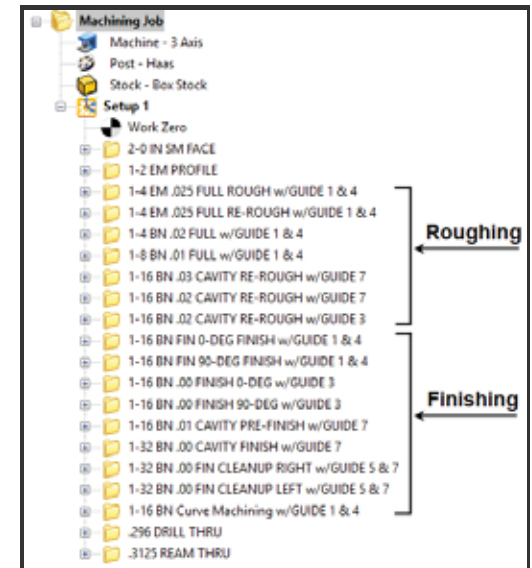 Machining Job
Machine - 3 Axis
Post - Haas
Stock - Box Stock
Setup 1
Work Zero
2-0 IN SM FACE
1-2 EM PROFILE
1-4 EM .025 FULL ROUGH w/GUIDE 1 & 4
1-4 EM .025 FULL RE-ROUGH w/GUIDE 1 & 4
1-4 BN .02 FULL w/GUIDE 1 & 4
Roughing
1-8 BN .01 FULL w/GUIDE 1 & 4
1-16 BN .03 CAVITY RE-ROUGH w/GUIDE 7
1-16 BN .02 CAVITY RE-ROUGH w/GUIDE 7
1-16 BN .02 CAVITY RE-ROUGH w/GUIDE 3
1-16 BN FIN 0-DEG FINISH w/GUIDE 1 & 4
1-16 BN FIN 90-DEG FINISH w/GUIDE 1 & 4
1-16 BN .00 FINISH 0-DEG w/GUIDE 3
1-16 BN .00 FINISH 90-DEG w/GUIDE 3
Finishing
1-16 BN .01 CAVITY PRE-FINISH w/GUIDE 7
1-32 BN .00 CAVITY FINISH w/GUIDE 7
1-32 BN .00 FIN CLEANUP RIGHT w/GUIDE 5 & 7
1-32 BN .00 FIN CLEANUP LEFT w/GUIDE 5 & 7
1-16 BN Curve Machining w/GUIDE 1 & 4
.296 DRILL THRU
.3125 REAM THRU